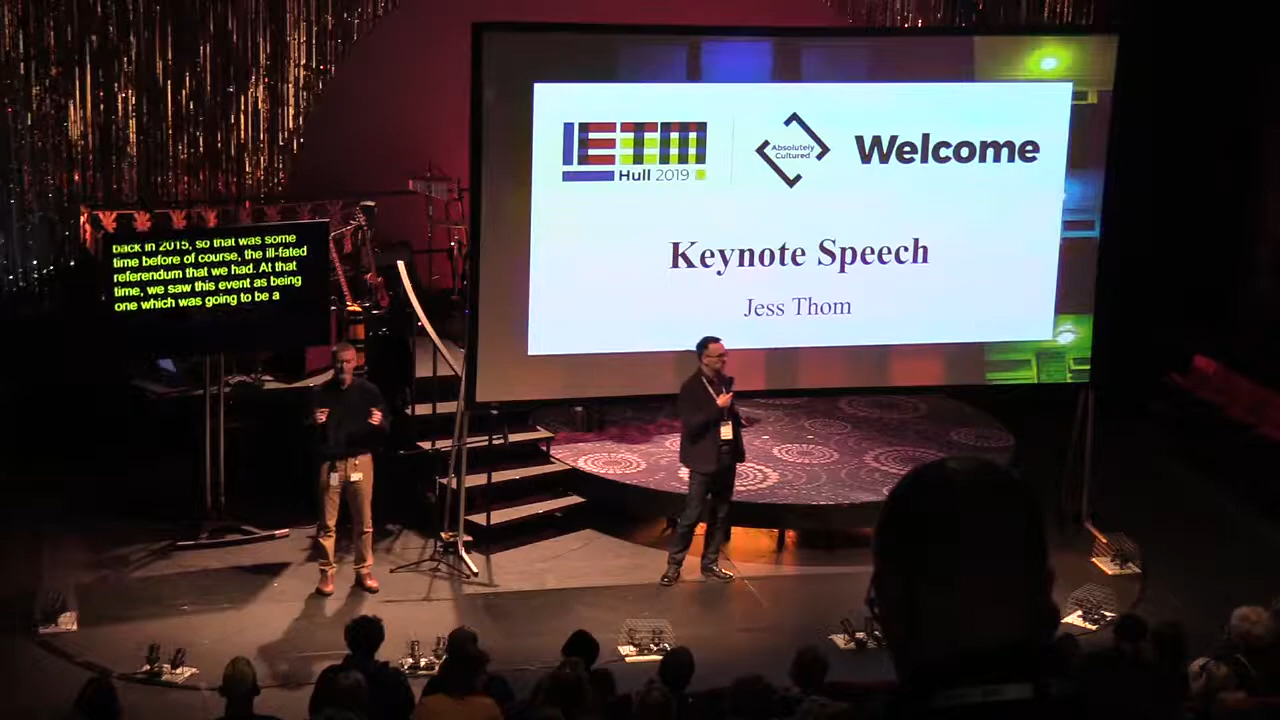 IETM
Hull 2019
Absolutely
Cultured
Welcome
Keynote Speech
Jess Thom
back in 2015, so that was some
time before of course, the ill-fated
referendum that we had. At that
time, we saw this event as being
one which was going to be a